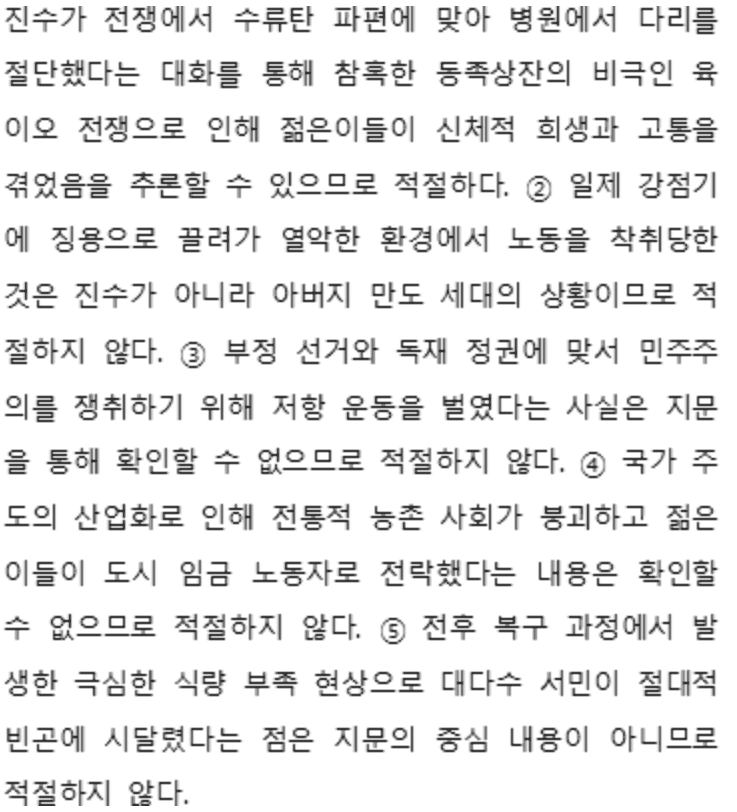 진수가 전쟁에서 수류탄 파편에 맞아 병원에서 다리를
절단했다는 대화를 통해 참혹한 동족상잔의 비극인 육
이오 전쟁으로 인해 젊은이들이 신체적 희생과 고통을
겪었음을 추론할 수 있으므로 적절하다. ② 일제 강점기
에 징용으로 끌려가 열악한 환경에서 노동을 착취당한
것은 진수가 아니라 아버지 만도 세대의 상황이므로 적
절하지 않다. ③ 부정 선거와 독재 정권에 맞서 민주주
의를 쟁취하기 위해 저항 운동을 벌였다는 사실은 지문
을 통해 확인할 수 없으므로 적절하지 않다. ④ 국가 주
도의 산업화로 인해 전통적 농촌 사회가 붕괴하고 젊은
이들이 도시 임금 노동자로 전락했다는 내용은 확인할
수 없으므로 적절하지 않다. ⑤ 전후 복구 과정에서 발
생한 극심한 식량 부족 현상으로 대다수 서민이 절대적
빈곤에 시달렸다는 점은 지문의 중심 내용이 아니므로
적절하지 않다.